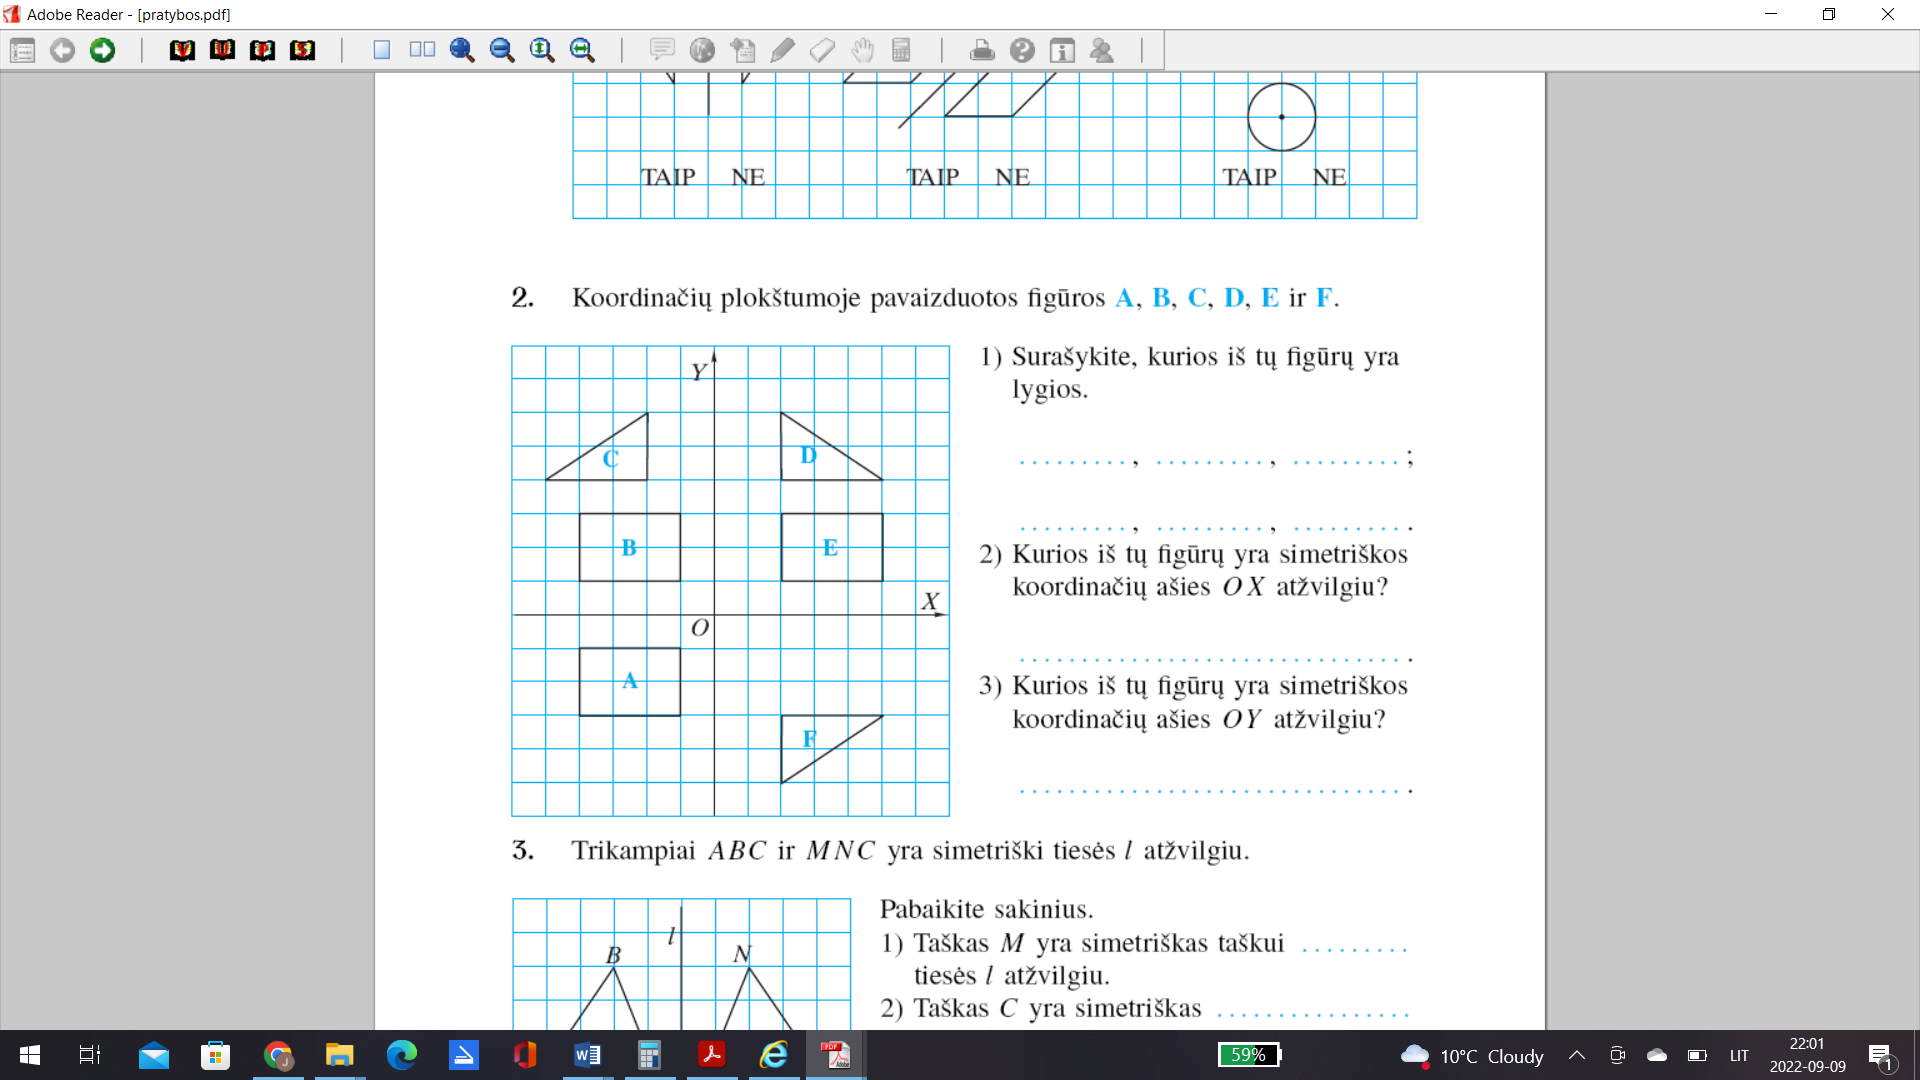 Adobe Reader - [pratybos.pdf]
V U P S
TAIP NE TAIP NE TAIP NE
2. Koordinačių plokštumoje pavaizduotos figūros A, B, C, D, E ir F.
Y
C D
B E
X
O
A
F
1) Surašykite, kurios iš tų figūrų yra
lygios.
........., ........., .........;
........., ........., ..........
2) Kurios iš tų figūrų yra simetriškos
koordinačių ašies OX atžvilgiu?
................................
3) Kurios iš tų figūrų yra simetriškos
koordinačių ašies OY atžvilgiu?
................................
3. Trikampiai ABC ir MNC yra simetriški tiesės l atžvilgiu.
l
B N
Pabaikite sakinius.
1) Taškas M yra simetriškas taškui .........
tiesės l atžvilgiu.
2) Taškas C yra simetriškas ................
59% 10°C Cloudy LIT 22:01
2022-09-09 1